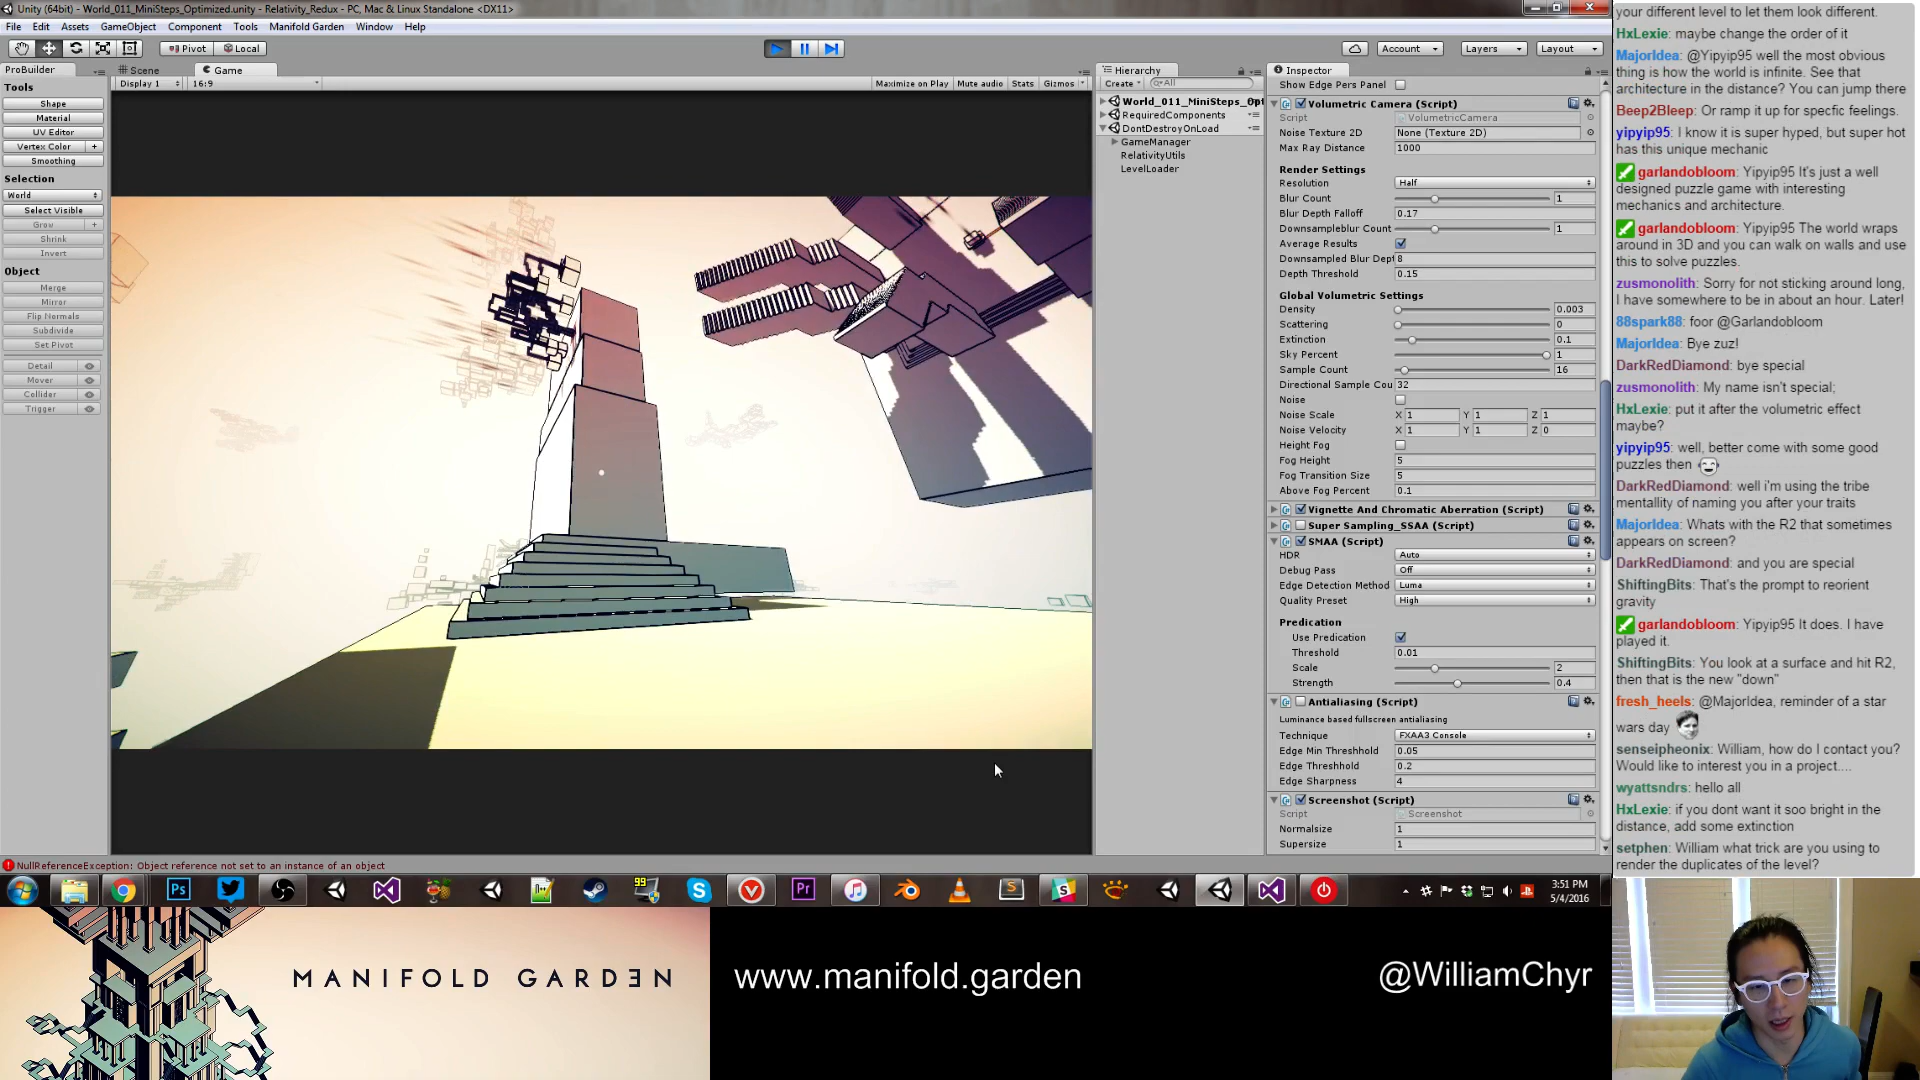 Unity (64bit) - World_011_MiniSteps_Optimized.unity - Relativity_Redux - PC, Mac & Linux Standalone <DX11>
File Edit Assets GameObject Component Tools Manifold Garden Window Help
Pivot Local Account Layers Layout
ProBuilder Scene Game Hierarchy Inspector
Display 1 16:9 Maximize on Play Mute audio Stats Gizmos Create All
Tools
Shape
Material
UV Editor
Vertex Color +
Smoothing
Selection
World
Select Visible
Grow +
Shrink
Invert
Object
Merge
Mirror
Flip Normals
Subdivide
Set Pivot
Detail
Mover
Collider
Trigger
World_011_MiniSteps_Opt
RequiredComponents
DontDestroyOnLoad
GameManager
RelativityUtils
LevelLoader
Show Edge Pers Panel
Volumetric Camera (Script)
Script VolumetricCamera
Noise Texture 2D None (Texture 2D)
Max Ray Distance 1000
Render Settings
Resolution Half
Blur Count 1
Blur Depth Falloff 0.17
Downsampleblur Count 1
Average Results
Downsampled Blur Dept 8
Depth Threshold 0.15
Global Volumetric Settings
Density 0.003
Scattering 0
Extinction 0.1
Sky Percent 1
Sample Count 16
Directional Sample Cou 32
Noise
Noise Scale X 1 Y 1 Z 1
Noise Velocity X 1 Y 1 Z 0
Height Fog
Fog Height 5
Fog Transition Size 5
Above Fog Percent 0.1
Vignette And Chromatic Aberration (Script)
Super Sampling_SSAA (Script)
SMAA (Script)
HDR Auto
Debug Pass Off
Edge Detection Method Luma
Quality Preset High
Predication
Use Predication
Threshold 0.01
Scale 2
Strength 0.4
Antialiasing (Script)
Luminance based fullscreen antialiasing
Technique FXAA3 Console
Edge Min Threshhold 0.05
Edge Threshhold 0.2
Edge Sharpness 4
Screenshot (Script)
Script Screenshot
Normalsize 1
Supersize 1
NullReferenceException: Object reference not set to an instance of an object
your different level to let them look different.
HxLexie: maybe change the order of it
MajorIdea: @Yipyip95 well the most obvious
thing is how the world is infinite. See that
architecture in the distance? You can jump there
Beep2Bleep: Or ramp it up for specfic feelings.
yipyip95: I know it is super hyped, but super hot
has this unique mechanic
garlandobloom: Yipyip95 It's just a well
designed puzzle game with interesting
mechanics and architecture.
garlandobloom: Yipyip95 The world wraps
around in 3D and you can walk on walls and use
this to solve puzzles.
zusmonolith: Sorry for not sticking around long,
I have somewhere to be in about an hour. Later!
88spark88: foor @Garlandobloom
MajorIdea: Bye zuz!
DarkRedDiamond: bye special
zusmonolith: My name isn't special;
HxLexie: put it after the volumetric effect
maybe?
yipyip95: well, better come with some good
puzzles then
DarkRedDiamond: well i'm using the tribe
mentallity of naming you after your traits
MajorIdea: Whats with the R2 that sometimes
appears on screen?
DarkRedDiamond: and you are special
ShiftingBits: That's the prompt to reorient
gravity
garlandobloom: Yipyip95 It does. I have
played it.
ShiftingBits: You look at a surface and hit R2,
then that is the new "down"
fresh_heels: @MajorIdea, reminder of a star
wars day
senseipheonix: William, how do I contact you?
Would like to interest you in a project....
wyattsndrs: hello all
HxLexie: if you dont want it soo bright in the
distance, add some extinction
setphen: William what trick are you using to
render the duplicates of the level?
Ps 99 Pr S
3:51 PM
5/4/2016
MANIFOLD GARDƎN
www.manifold.garden
@WilliamChyr